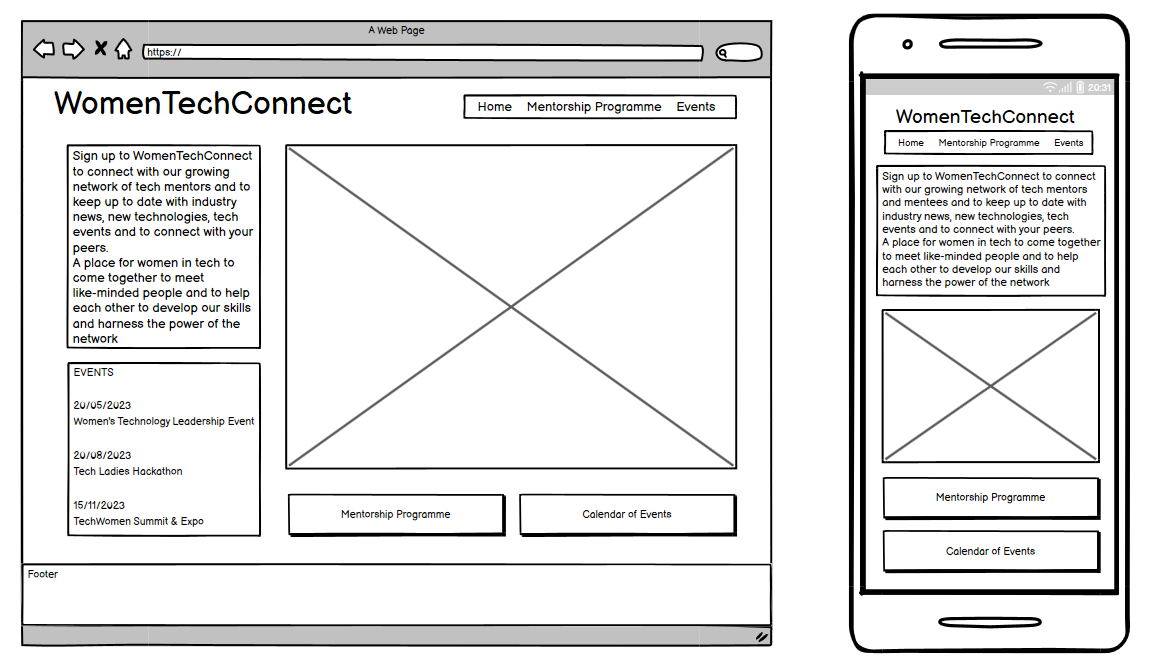 A Web Page
https://
WomenTechConnect
Home Mentorship Programme Events
Sign up to WomenTechConnect
to connect with our growing
network of tech mentors and to
keep up to date with industry
news, new technologies, tech
events and to connect with your
peers.
A place for women in tech to
come together to meet
like-minded people and to help
each other to develop our skills
and harness the power of the
network
EVENTS
20/05/2023
Women's Technology Leadership Event
20/08/2023
Tech Ladies Hackathon
15/11/2023
TechWomen Summit & Expo
Mentorship Programme
Calendar of Events
Footer
20:31
WomenTechConnect
Home Mentorship Programme Events
Sign up to WomenTechConnect to connect
with our growing network of tech mentors
and mentees and to keep up to date with
industry news, new technologies, tech
events and to connect with your peers.
A place for women in tech to come together
to meet like-minded people and to help
each other to develop our skills and
harness the power of the network
Mentorship Programme
Calendar of Events